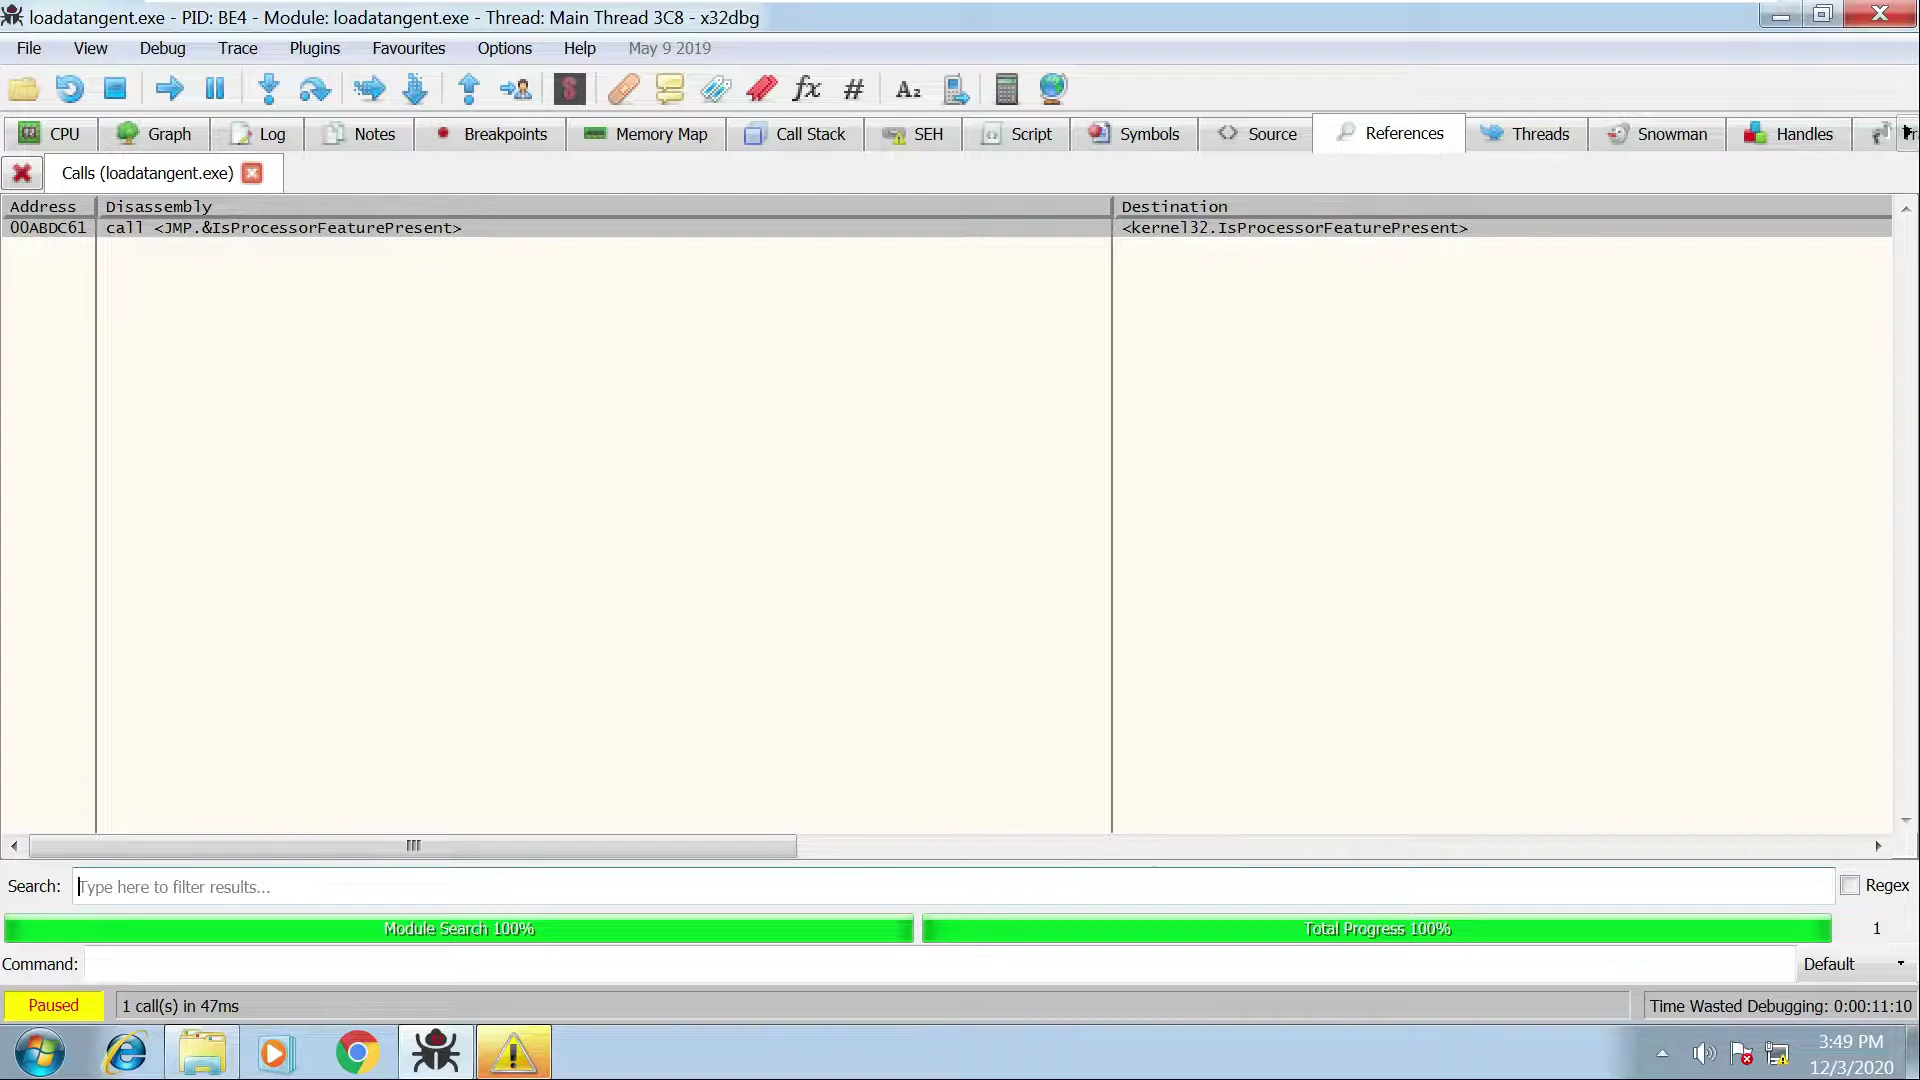 loadatangent.exe - PID: BE4 - Module: loadatangent.exe - Thread: Main Thread 3C8 - x32dbg
File View Debug Trace Plugins Favourites Options Help May 9 2019
fx # A₂
CPU Graph Log Notes Breakpoints Memory Map Call Stack SEH Script Symbols Source References Threads Snowman Handles
Calls (loadatangent.exe)
Address Disassembly Destination
00ABDC61 call <JMP.&IsProcessorFeaturePresent> <kernel32.IsProcessorFeaturePresent>
Search: Type here to filter results... Regex
Module Search 100% Total Progress 100% 1
Command: Default
Paused 1 call(s) in 47ms Time Wasted Debugging: 0:00:11:10
3:49 PM
12/3/2020